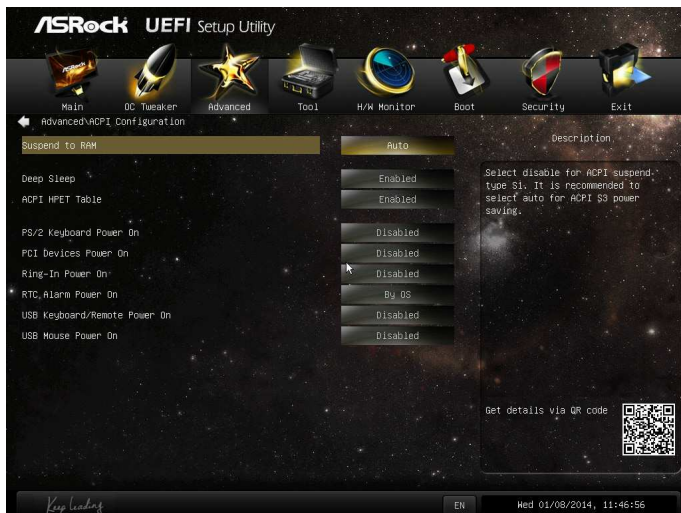 ASRock UEFI Setup Utility
Main OC Tweaker Advanced Tool H/W Monitor Boot Security Exit
Advanced\ACPI Configuration
Description
Suspend to RAM Auto
Select disable for ACPI suspend
type S1. It is recommended to
select auto for ACPI S3 power
saving.
Deep Sleep Enabled
ACPI HPET Table Enabled
PS/2 Keyboard Power On Disabled
PCI Devices Power On Disabled
Ring-In Power On Disabled
RTC Alarm Power On By OS
USB Keyboard/Remote Power On Disabled
USB Mouse Power On Disabled
Get details via QR code
Keep Leading
EN Wed 01/08/2014, 11:46:56